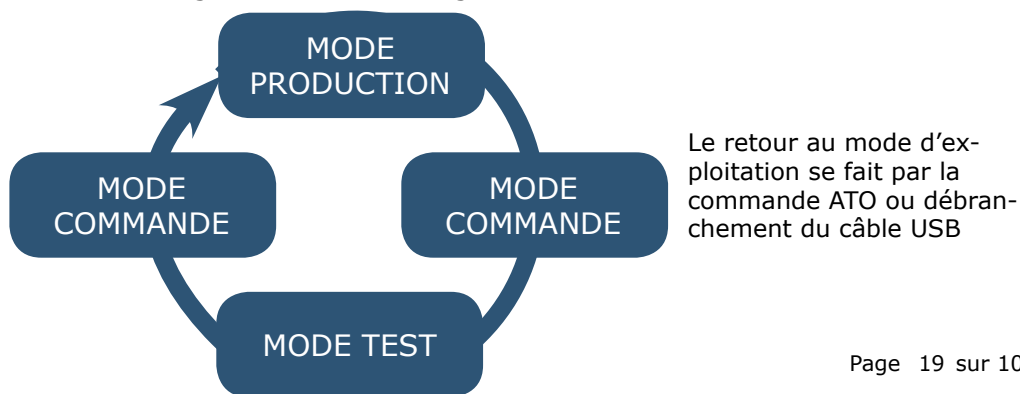 MODE
PRODUCTION
MODE
COMMANDE
MODE
COMMANDE
MODE TEST
Le retour au mode d'ex-
ploitation se fait par la
commande ATO ou débran-
chement du câble USB
Page 19 sur 10